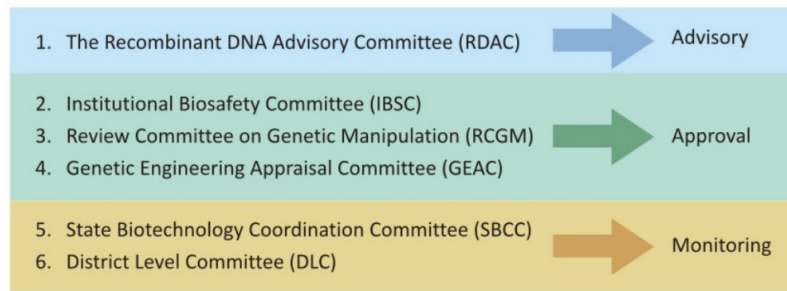 1. The Recombinant DNA Advisory Committee (RDAC) Advisory
2. Institutional Biosafety Committee (IBSC)
3. Review Committee on Genetic Manipulation (RCGM) Approval
4. Genetic Engineering Appraisal Committee (GEAC)
5. State Biotechnology Coordination Committee (SBCC)
6. District Level Committee (DLC) Monitoring